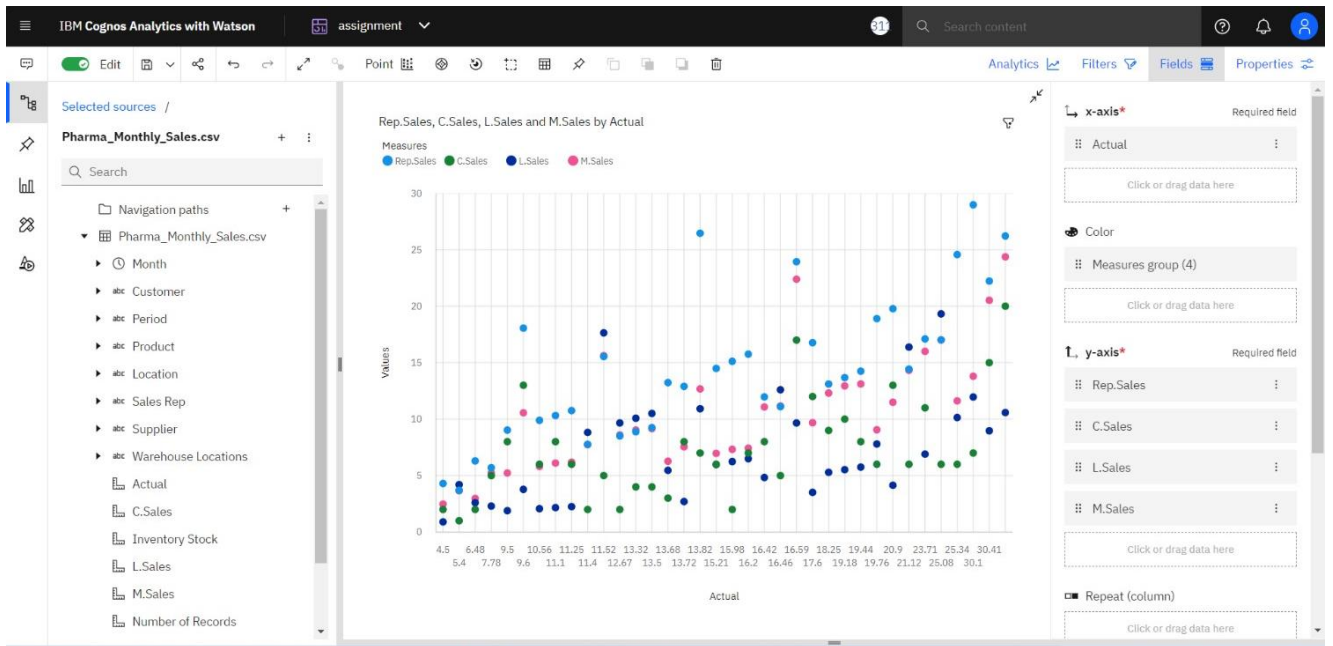 IBM Cognos Analytics with Watson
assignment
311
Search content
Edit
Point
Analytics
Filters
Fields
Properties
Selected sources /
Pharma_Monthly_Sales.csv
Search
Navigation paths
Pharma_Monthly_Sales.csv
Month
abc Customer
abc Period
abc Product
abc Location
abc Sales Rep
abc Supplier
abc Warehouse Locations
Actual
C.Sales
Inventory Stock
L.Sales
M.Sales
Number of Records
Rep.Sales, C.Sales, L.Sales and M.Sales by Actual
Measures
Rep.Sales C.Sales L.Sales M.Sales
30
25
20
15
10
5
0
Values
4.5 6.48 9.5 10.56 11.25 11.52 13.32 13.68 13.82 15.98 16.42 16.59 18.25 19.44 20.9 23.71 25.34 30.41
5.4 7.78 9.6 11.1 11.4 12.67 13.5 13.72 15.21 16.2 16.46 17.6 19.18 19.76 21.12 25.08 30.1
Actual
x-axis* Required field
Actual
Click or drag data here
Color
Measures group (4)
Click or drag data here
y-axis* Required field
Rep.Sales
C.Sales
L.Sales
M.Sales
Click or drag data here
Repeat (column)
Click or drag data here